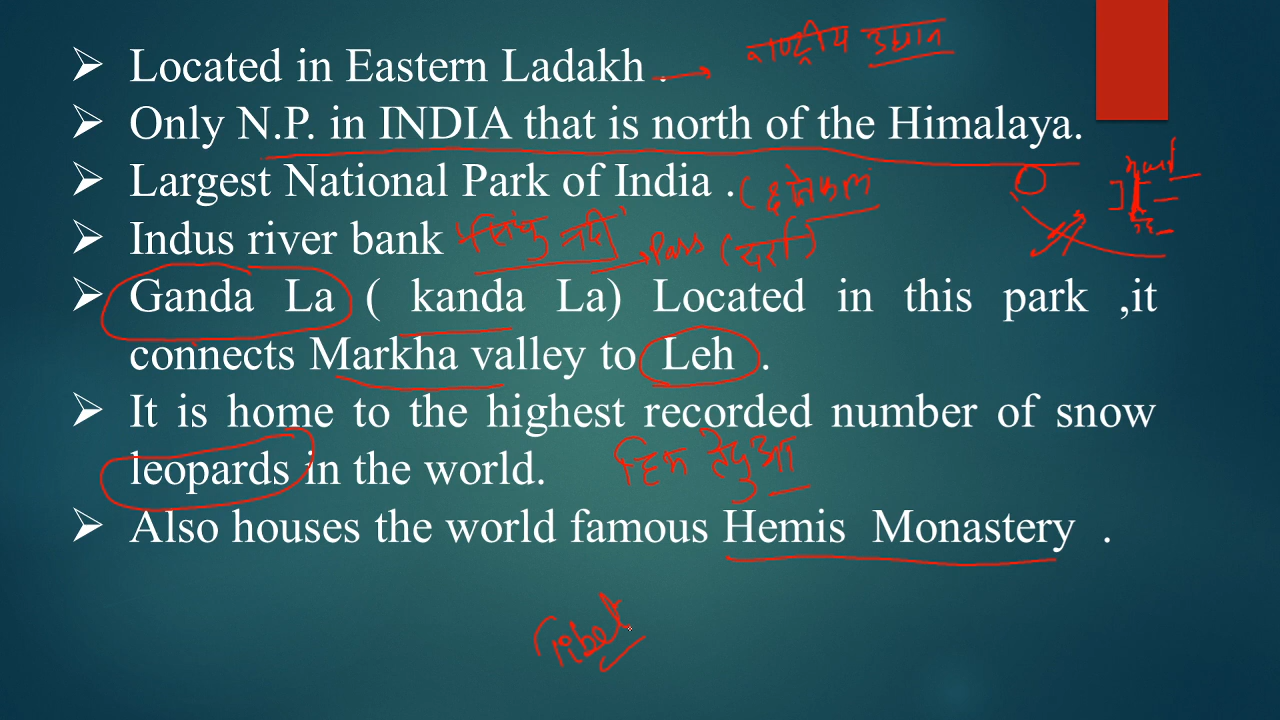 ➢ Located in Eastern Ladakh . → राष्ट्रीय उद्यान
➢ Only N.P. in INDIA that is north of the Himalaya.
➢ Largest National Park of India . (क्षेत्रफल
➢ Indus river bank सिंधु नदी → Pass (दर्रा)
➢ Ganda La ( kanda La) Located in this park ,it
connects Markha valley to Leh .
➢ It is home to the highest recorded number of snow
leopards in the world. हिम तेंदुआ
➢ Also houses the world famous Hemis Monastery .
Tibet